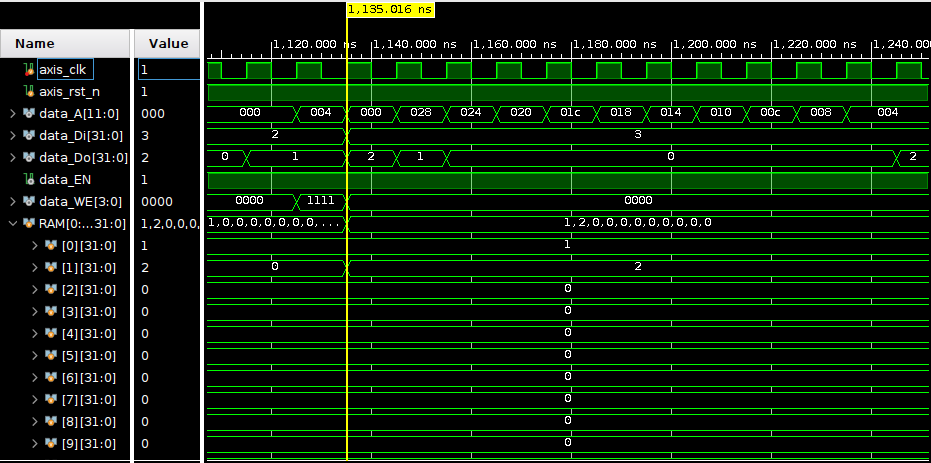 1,135.016 ns
Name Value 1,120.000 ns 1,140.000 ns 1,160.000 ns 1,180.000 ns 1,200.000 ns 1,220.000 ns 1,240.00
axis_clk 1
axis_rst_n 1
data_A[11:0] 000 000 004 000 028 024 020 01c 018 014 010 00c 008 004
data_Di[31:0] 3 2 3
data_Do[31:0] 2 0 1 2 1 0 2
data_EN 1
data_WE[3:0] 0000 0000 1111 0000
RAM[0:...31:0] 1,2,0,0,0, 1,0,0,0,0,0,0,0,... 1,2,0,0,0,0,0,0,0,0,0
[0][31:0] 1 1
[1][31:0] 2 0 2
[2][31:0] 0 0
[3][31:0] 0 0
[4][31:0] 0 0
[5][31:0] 0 0
[6][31:0] 0 0
[7][31:0] 0 0
[8][31:0] 0 0
[9][31:0] 0 0